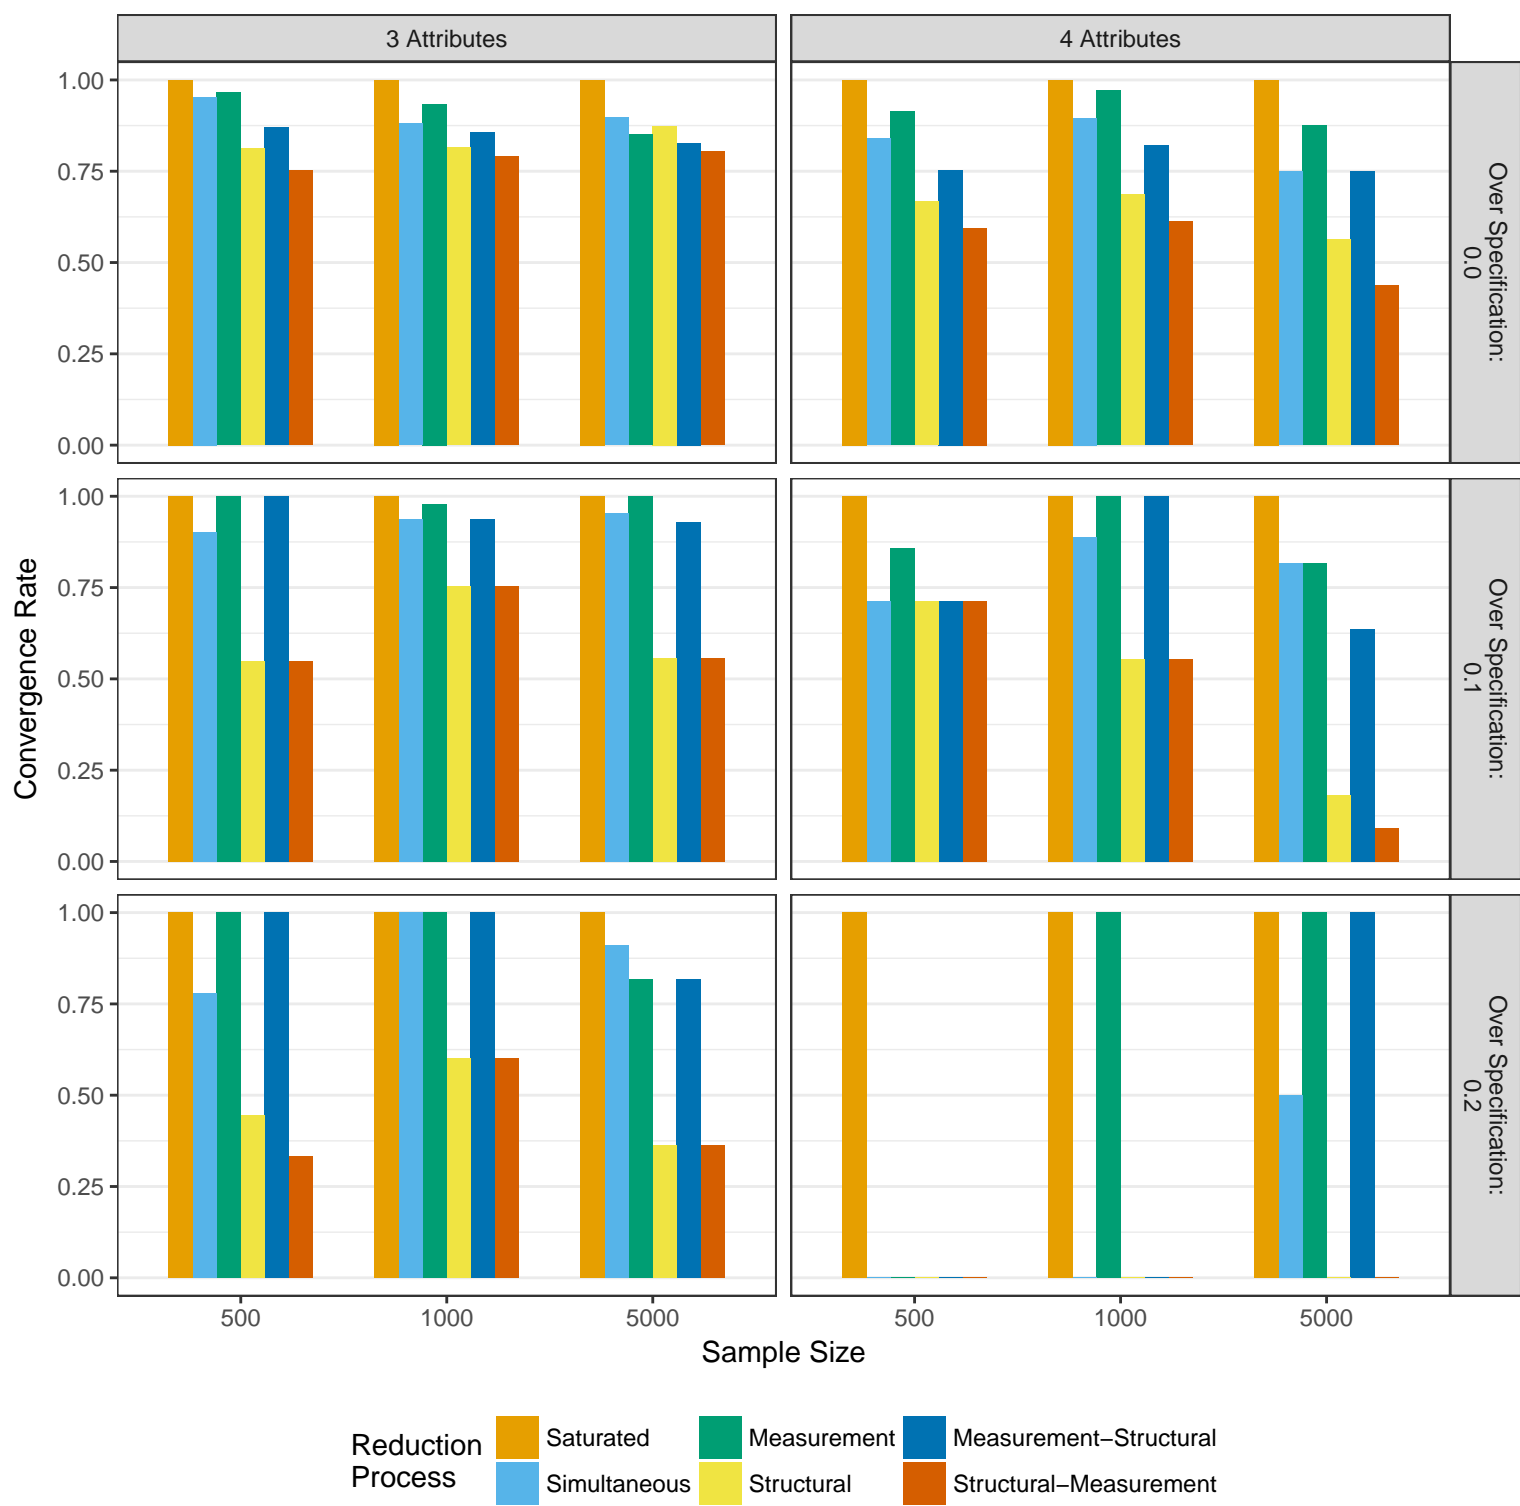 3 Attributes
4 Attributes
1.00
0.75
0.50
0.25
0.00
Over Specification:
0.0
1.00
0.75
0.50
0.25
0.00
Over Specification:
0.1
1.00
0.75
0.50
0.25
0.00
Over Specification:
0.2
Convergence Rate
500
1000
5000
500
1000
5000
Sample Size
Reduction
Process
Saturated
Measurement
Measurement−Structural
Simultaneous
Structural
Structural−Measurement